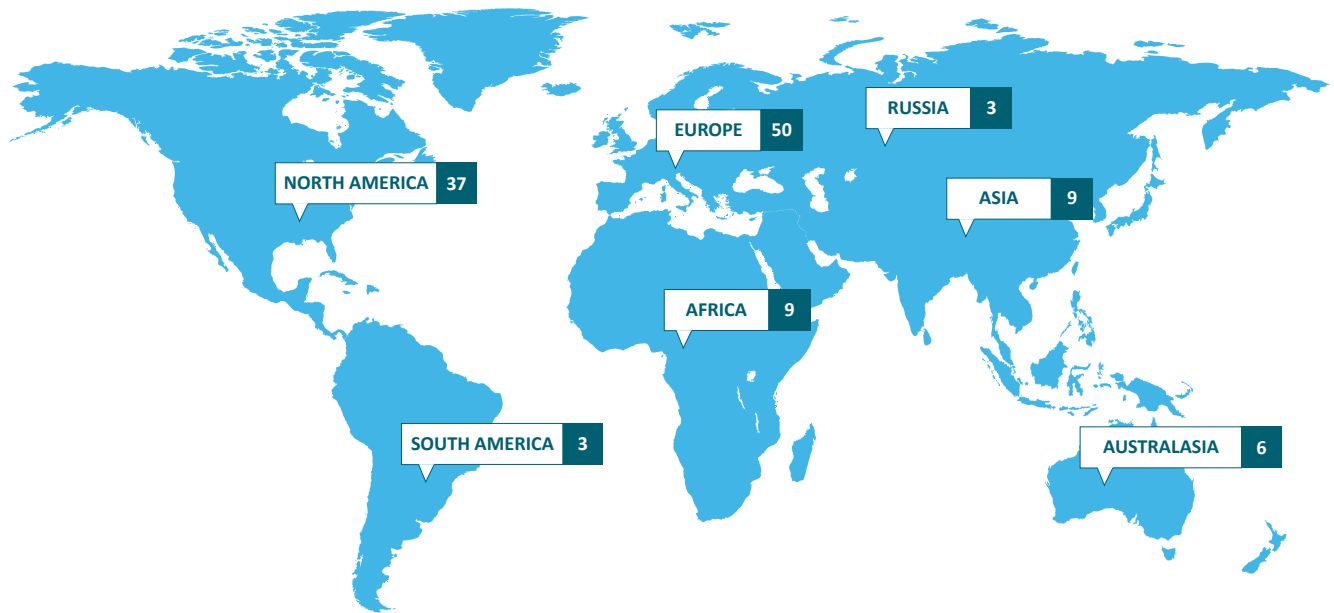 RUSSIA 3
EUROPE 50
NORTH AMERICA 37
ASIA 9
AFRICA 9
SOUTH AMERICA 3
AUSTRALASIA 6